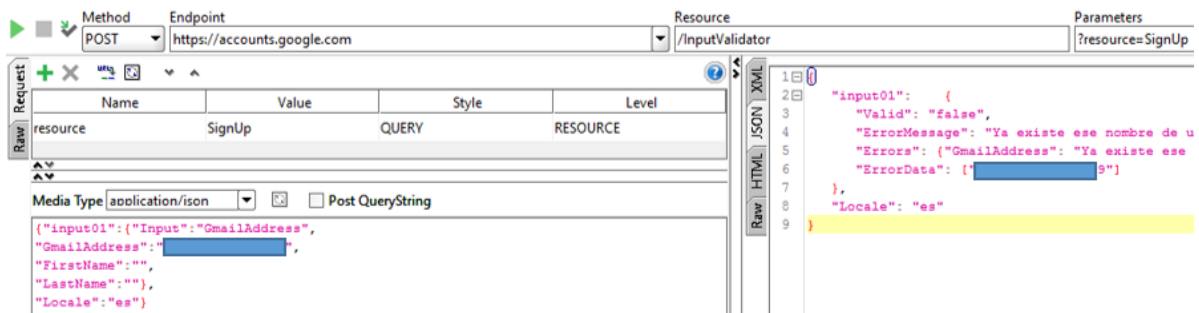 Method Endpoint Resource Parameters
POST https://accounts.google.com /InputValidator ?resource=SignUp
Request
Raw
Name Value Style Level
resource SignUp QUERY RESOURCE
Media Type application/json Post QueryString
{"input01":{"Input":"GmailAddress",
"GmailAddress":"",
"FirstName":"",
"LastName":""},
"Locale":"es"}
XML
JSON
HTML
Raw
1 {
2 "input01": {
3 "Valid": "false",
4 "ErrorMessage": "Ya existe ese nombre de u
5 "Errors": {"GmailAddress": "Ya existe ese
6 "ErrorData": ["9"]
7 },
8 "Locale": "es"
9 }